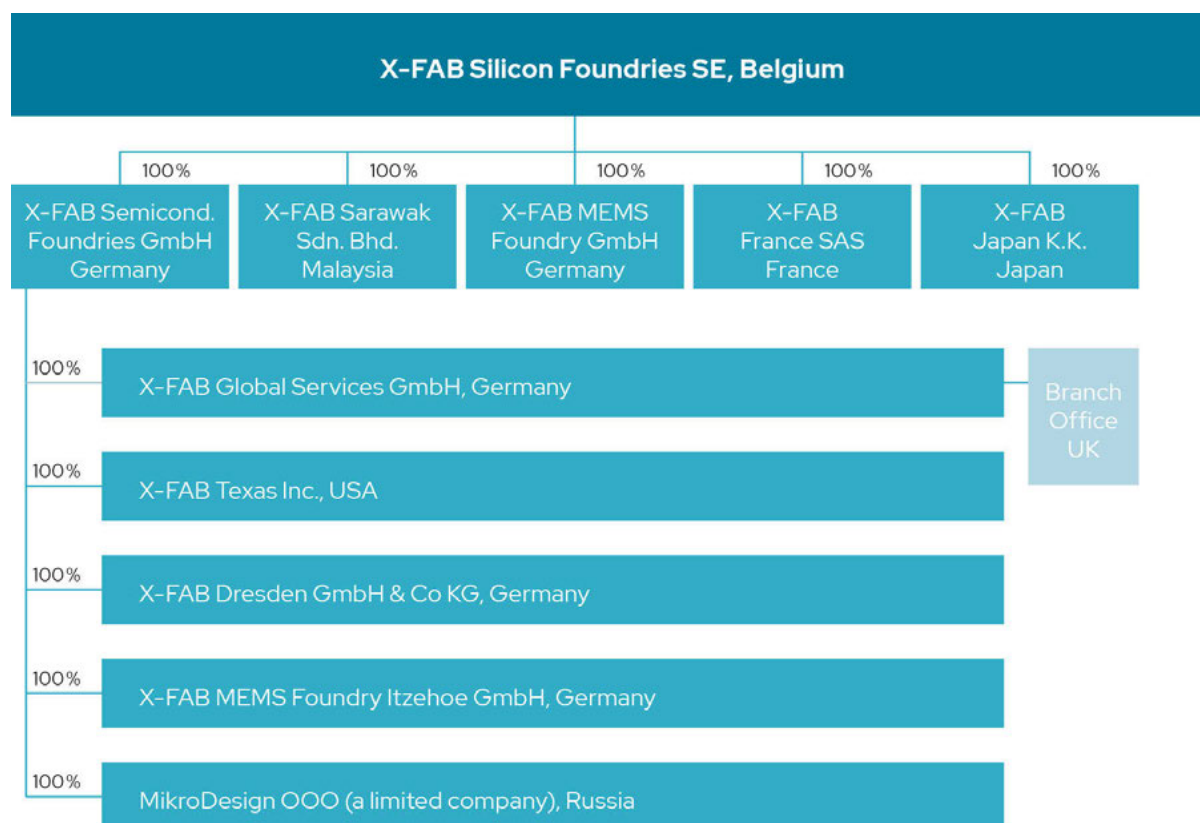 X-FAB Silicon Foundries SE, Belgium
100%
100%
100%
100%
100%
X-FAB Semicond.
Foundries GmbH
Germany
X-FAB Sarawak
Sdn. Bhd.
Malaysia
X-FAB MEMS
Foundry GmbH
Germany
X-FAB
France SAS
France
X-FAB
Japan K.K.
Japan
100%
X-FAB Global Services GmbH, Germany
Branch
Office
UK
100%
X-FAB Texas Inc., USA
100%
X-FAB Dresden GmbH & Co KG, Germany
100%
X-FAB MEMS Foundry Itzehoe GmbH, Germany
100%
MikroDesign OOO (a limited company), Russia